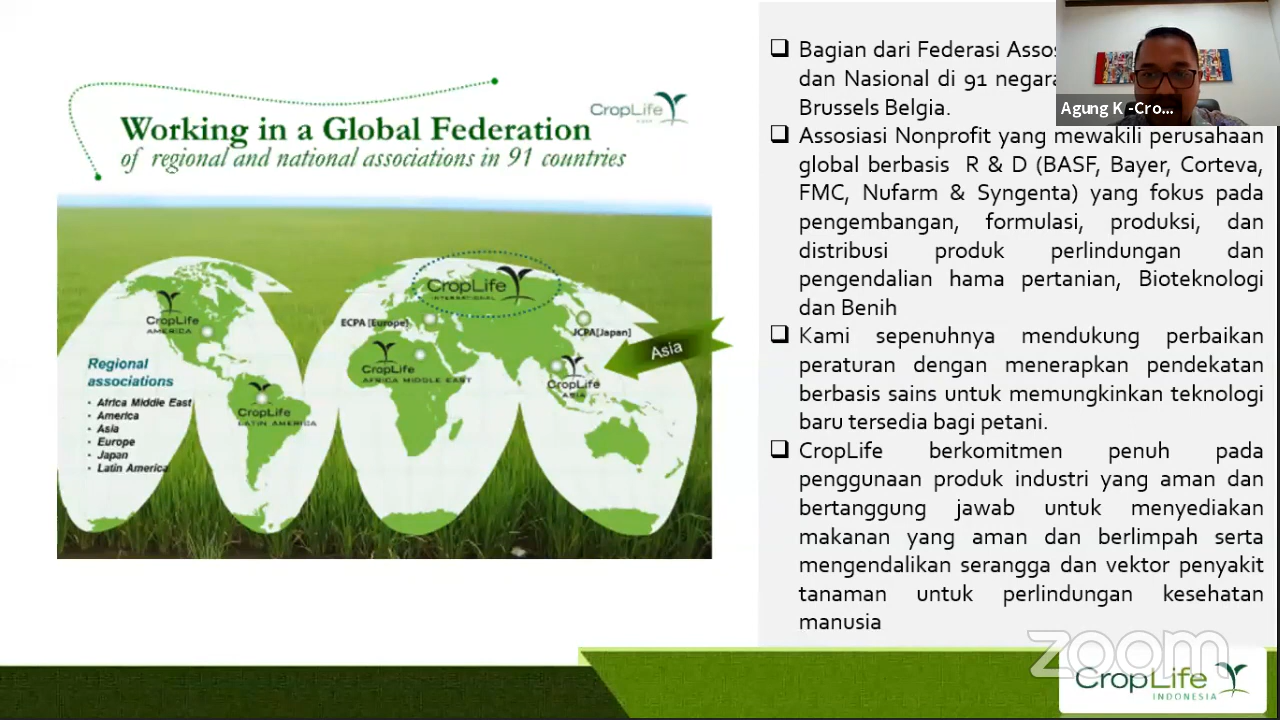 CropLife
ASIA
Working in a Global Federation
of regional and national associations in 91 countries
CropLife
AMERICA
CropLife
INTERNATIONAL
ECPA [Europe]
JCPA[Japan]
Asia
CropLife
AFRICA MIDDLE EAST
CropLife
ASIA
CropLife
LATIN AMERICA
Regional
associations
• Africa Middle East
• America
• Asia
• Europe
• Japan
• Latin America
❑ Bagian dari Federasi
dan Nasional di 91
Brussels Belgia.
❑ Assosiasi Nonprofit yang mewakili perusahaan
global berbasis R & D (BASF, Bayer, Corteva,
FMC, Nufarm & Syngenta) yang fokus pada
pengembangan, formulasi, produksi, dan
distribusi produk perlindungan dan
pengendalian hama pertanian, Bioteknologi
dan Benih
❑ Kami sepenuhnya mendukung perbaikan
peraturan dengan menerapkan pendekatan
berbasis sains untuk memungkinkan teknologi
baru tersedia bagi petani.
❑ CropLife berkomitmen penuh pada
penggunaan produk industri yang aman dan
bertanggung jawab untuk menyediakan
makanan yang aman dan berlimpah serta
mengendalikan serangga dan vektor penyakit
tanaman untuk perlindungan kesehatan
manusia
Agung K -Cro...
zoom
CropLife
INDONESIA